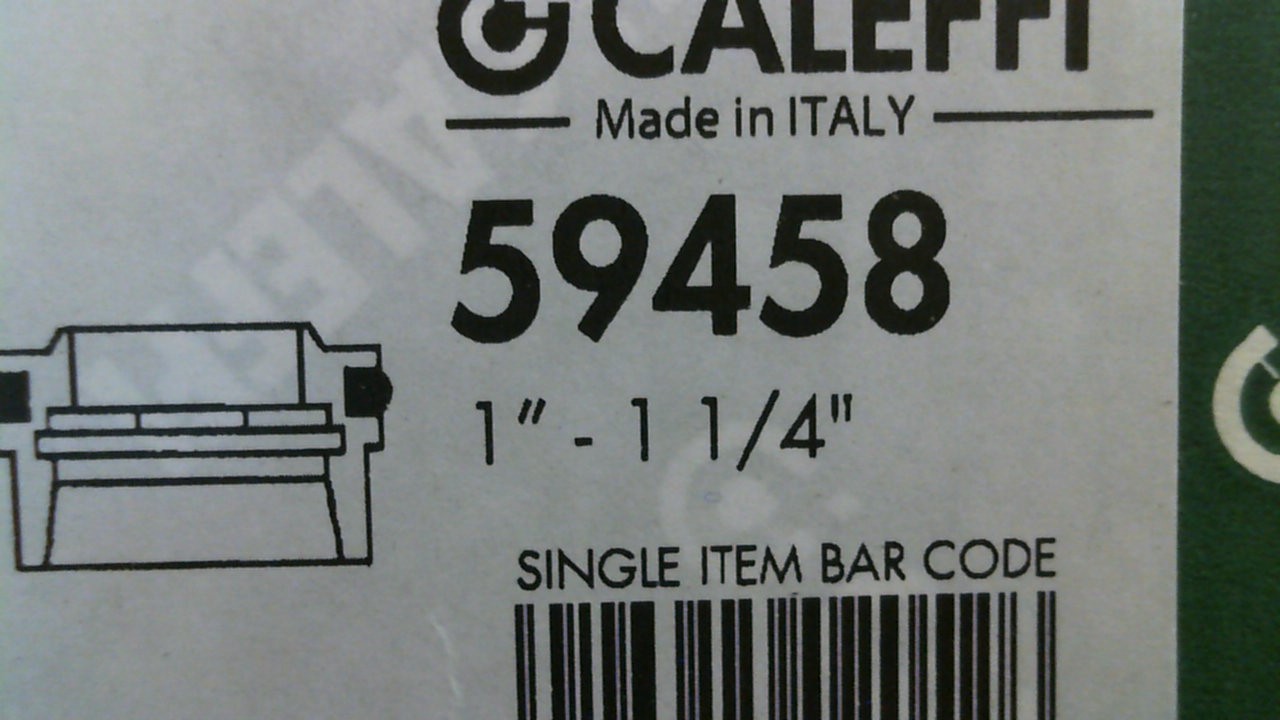 CALEFFI
Made in ITALY
59458
1" - 1 1/4"
SINGLE ITEM BAR CODE